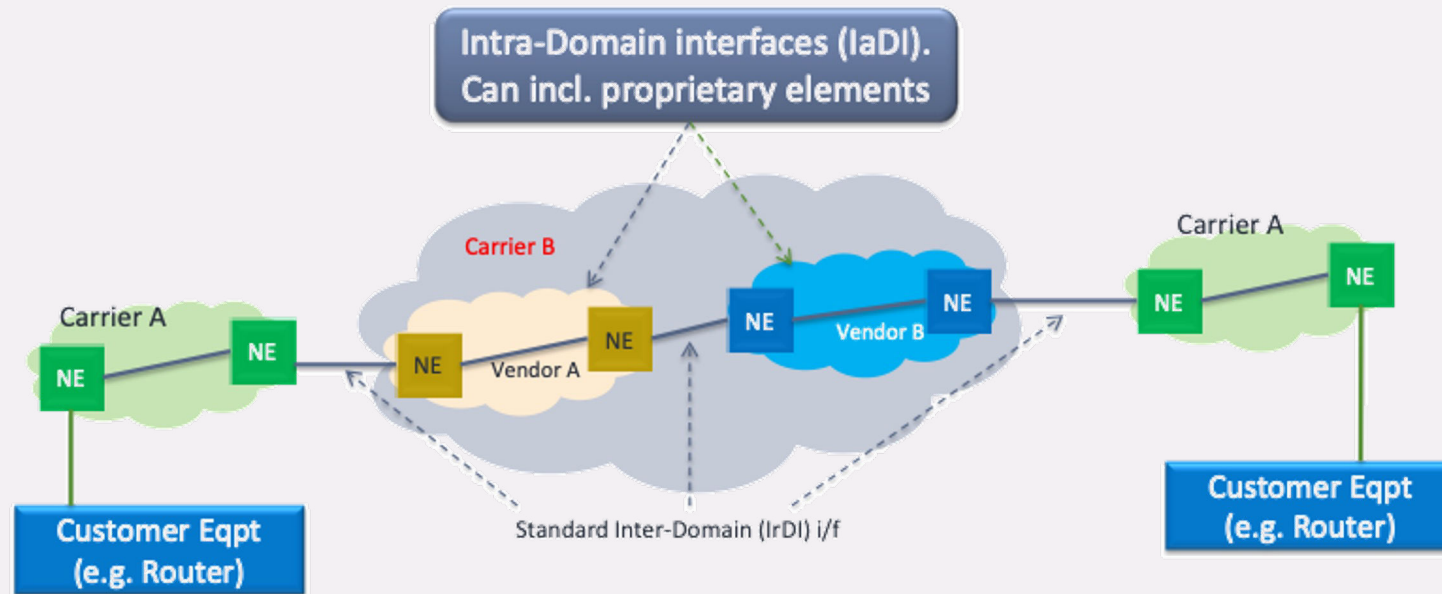 Intra-Domain interfaces (IaDI).
Can incl. proprietary elements
Carrier B
Carrier A
Carrier A
NE
NE
NE
NE
Vendor A
NE
NE
Vendor B
NE
NE
Customer Eqpt
(e.g. Router)
Standard Inter-Domain (IrDI) i/f
Customer Eqpt
(e.g. Router)